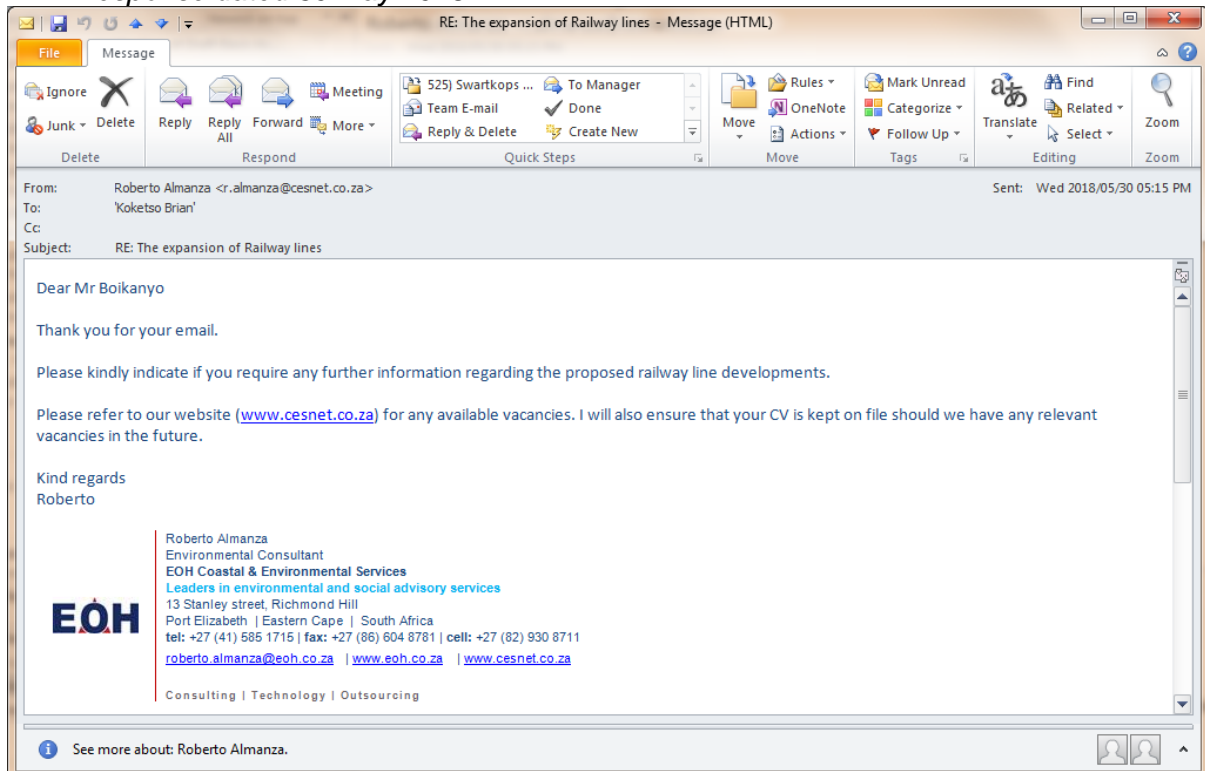 RE: The expansion of Railway lines - Message (HTML)
File Message
Ignore
Junk
Delete
Reply
Reply All
Forward
Meeting
More
525) Swartkops ...
Team E-mail
Reply & Delete
To Manager
Done
Create New
Move
Rules
OneNote
Actions
Mark Unread
Categorize
Follow Up
Translate
Find
Related
Select
Zoom
Delete Respond Quick Steps Move Tags Editing Zoom
From: Roberto Almanza <r.almanza@cesnet.co.za> Sent: Wed 2018/05/30 05:15 PM
To: 'Koketso Brian'
Cc:
Subject: RE: The expansion of Railway lines
Dear Mr Boikanyo
Thank you for your email.
Please kindly indicate if you require any further information regarding the proposed railway line developments.
Please refer to our website (www.cesnet.co.za) for any available vacancies. I will also ensure that your CV is kept on file should we have any relevant
vacancies in the future.
Kind regards
Roberto
Roberto Almanza
Environmental Consultant
EOH Coastal & Environmental Services
Leaders in environmental and social advisory services
13 Stanley street, Richmond Hill
Port Elizabeth | Eastern Cape | South Africa
tel: +27 (41) 585 1715 | fax: +27 (86) 604 8781 | cell: +27 (82) 930 8711
roberto.almanza@eoh.co.za | www.eoh.co.za | www.cesnet.co.za
Consulting | Technology | Outsourcing
EOH
See more about: Roberto Almanza.